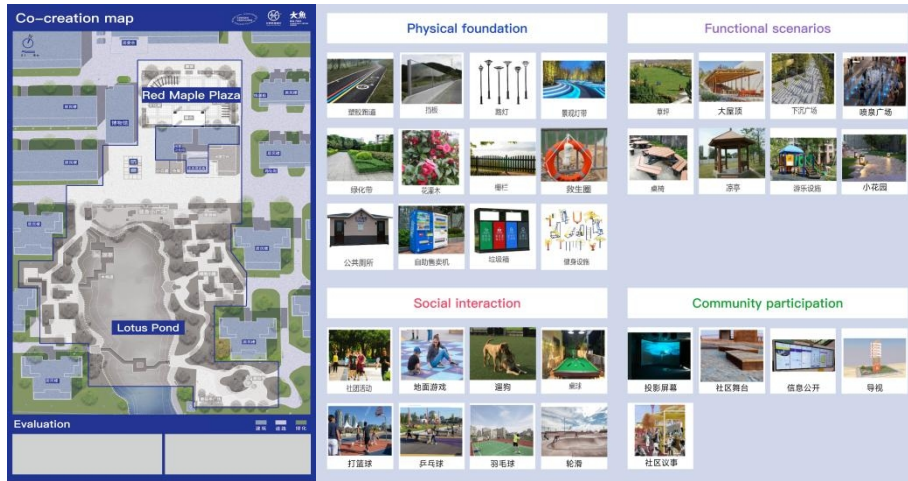 Co-creation map
大鱼
Red Maple Plaza
博物馆
Lotus Pond
Evaluation
Physical foundation
塑胶跑道
挡板
路灯
景观灯带
绿化带
花灌木
栅栏
救生圈
公共厕所
自助售卖机
垃圾箱
健身设施
Functional scenarios
草坪
大屋顶
下沉广场
喷泉广场
桌椅
凉亭
游乐设施
小花园
Social interaction
社团活动
地面游戏
遛狗
桌球
打篮球
乒乓球
羽毛球
轮滑
Community participation
投影屏幕
社区舞台
信息公开
导视
社区议事